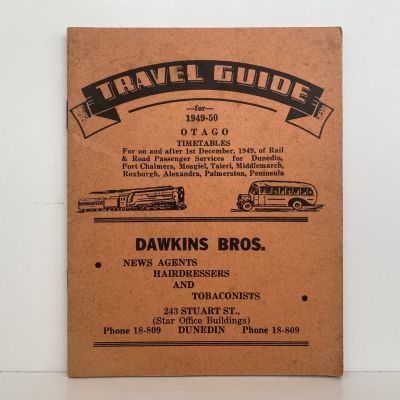 TRAVEL GUIDE
—for—
1949-50
OTAGO
TIMETABLES
For on and after 1st December, 1949, of Rail
& Road Passenger Services for Dunedin,
Port Chalmers, Mosgiel, Taieri, Middlemarch,
Roxburgh, Alexandra, Palmerston, Peninsula
DAWKINS BROS.
NEWS AGENTS
HAIRDRESSERS
AND
TOBACONISTS
243 STUART ST.,
(Star Office Buildings)
Phone 18-809 DUNEDIN Phone 18-809